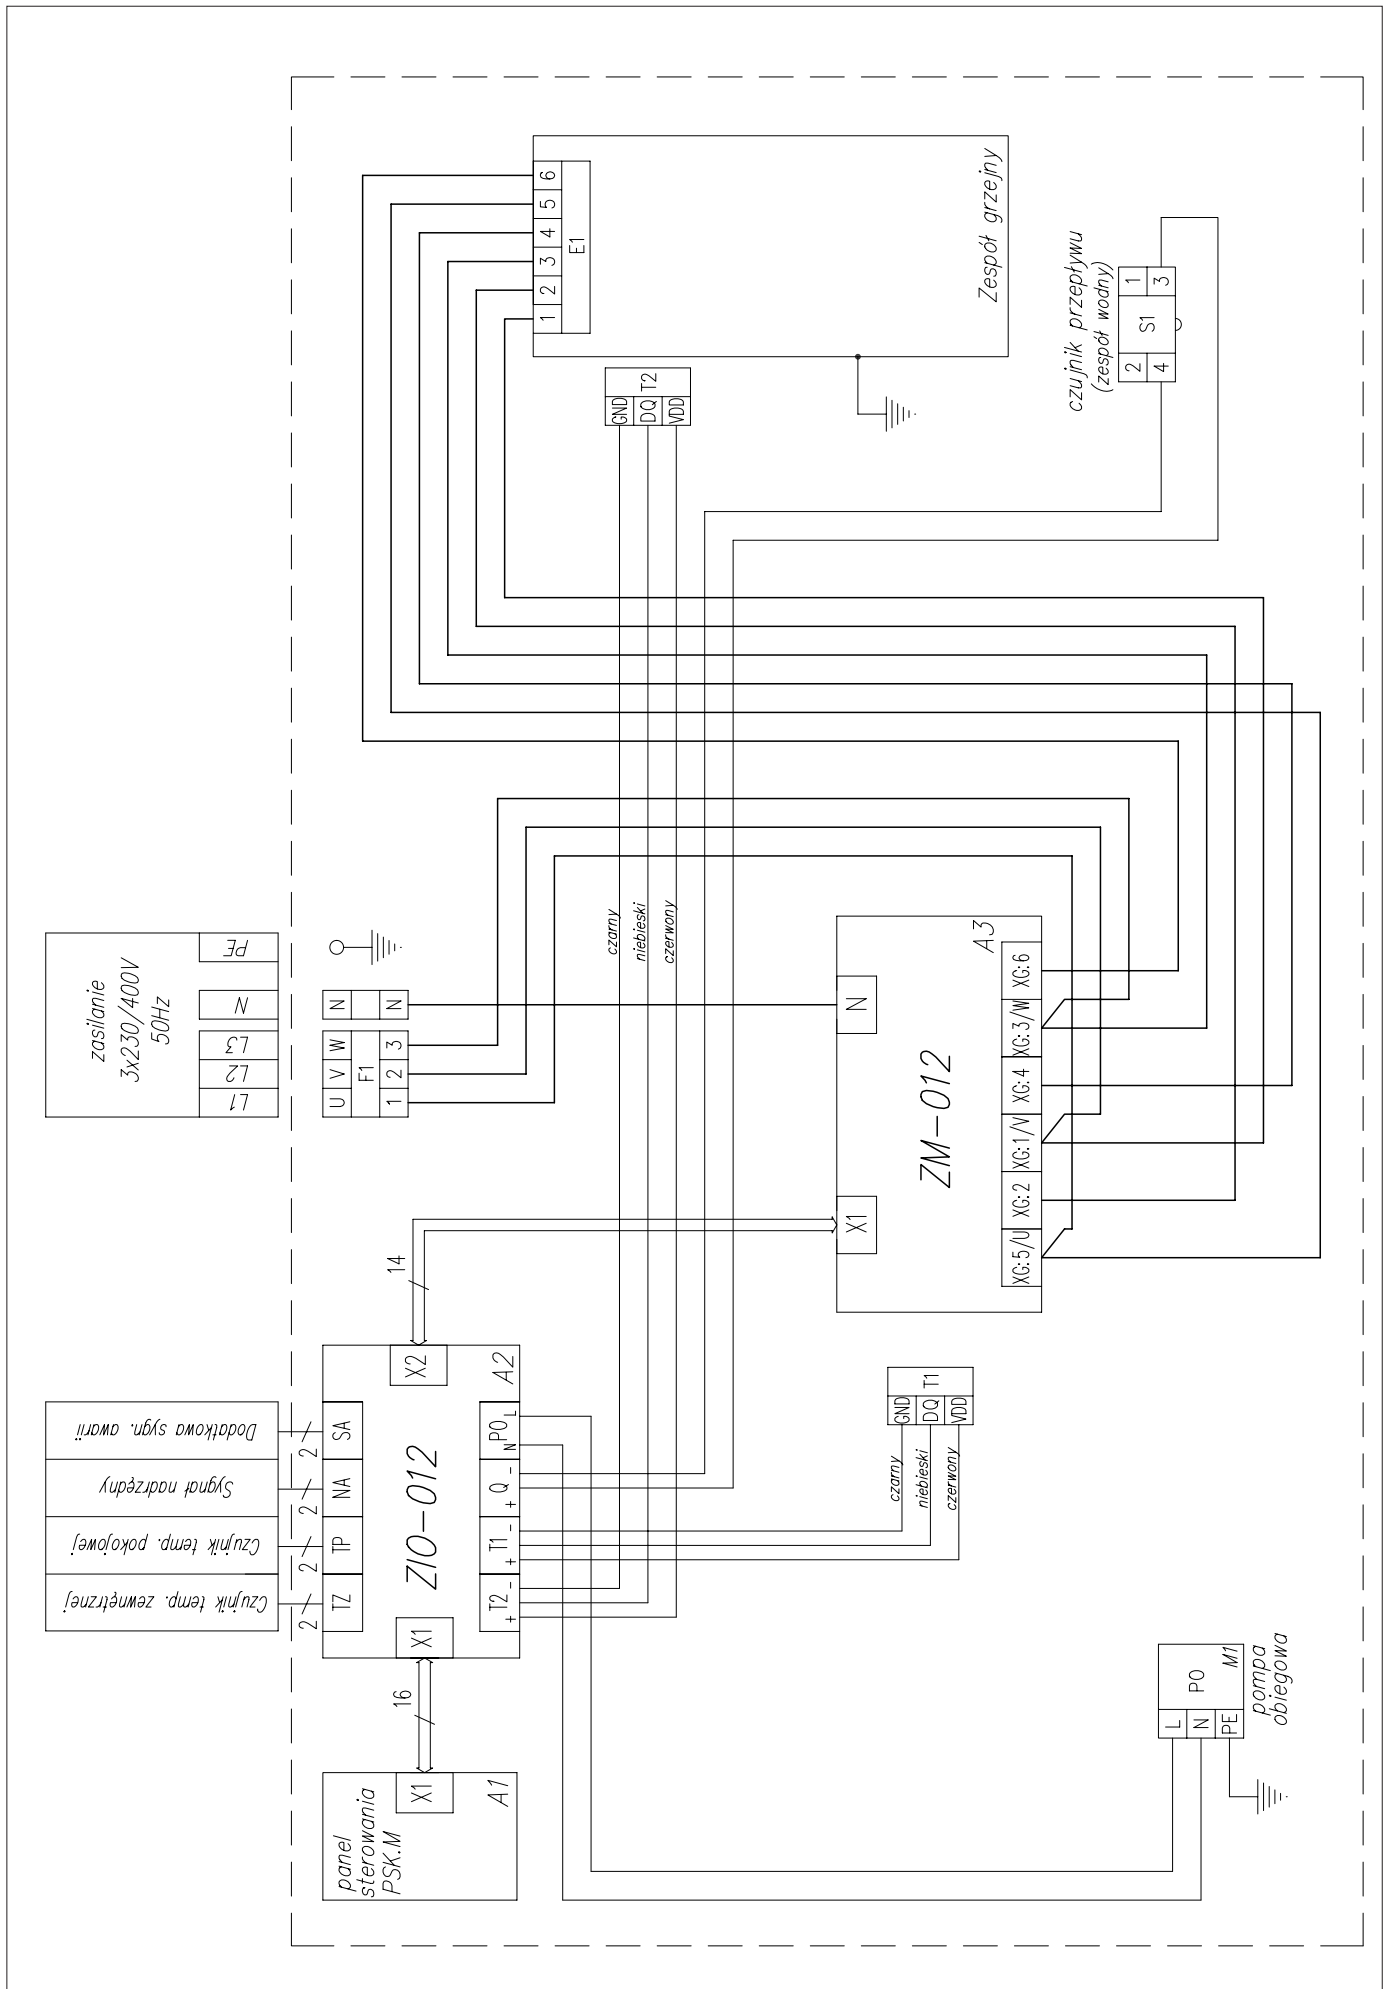 zasilanie
3x230/400V
50Hz
L1
L2
L3
N
PE
U
V
W
N
F1
1
2
3
N
Czujnik temp. zewnętrznej
Czujnik temp. pokojowej
Sygnał nadrzędny
Dodatkowa sygn. awarii
2
2
2
2
TZ
TP
NA
SA
panel
sterowania
PSK.M
X1
A1
16
X1
ZIO-012
X2
A2
14
+ T2 -
+ T1 -
+ Q -
N PO L
X1
N
ZM-012
A3
XG:5/U
XG:2
XG:1/V
XG:4
XG:3/W
XG:6
czarny
niebieski
czerwony
GND
DQ
VDD
T1
czarny
niebieski
czerwony
GND
DQ
VDD
T2
1
2
3
4
5
6
E1
Zespół grzejny
czujnik przepływu
(zespół wodny)
2
4
S1
1
3
L
N
PE
PO
M1
pompa
obiegowa